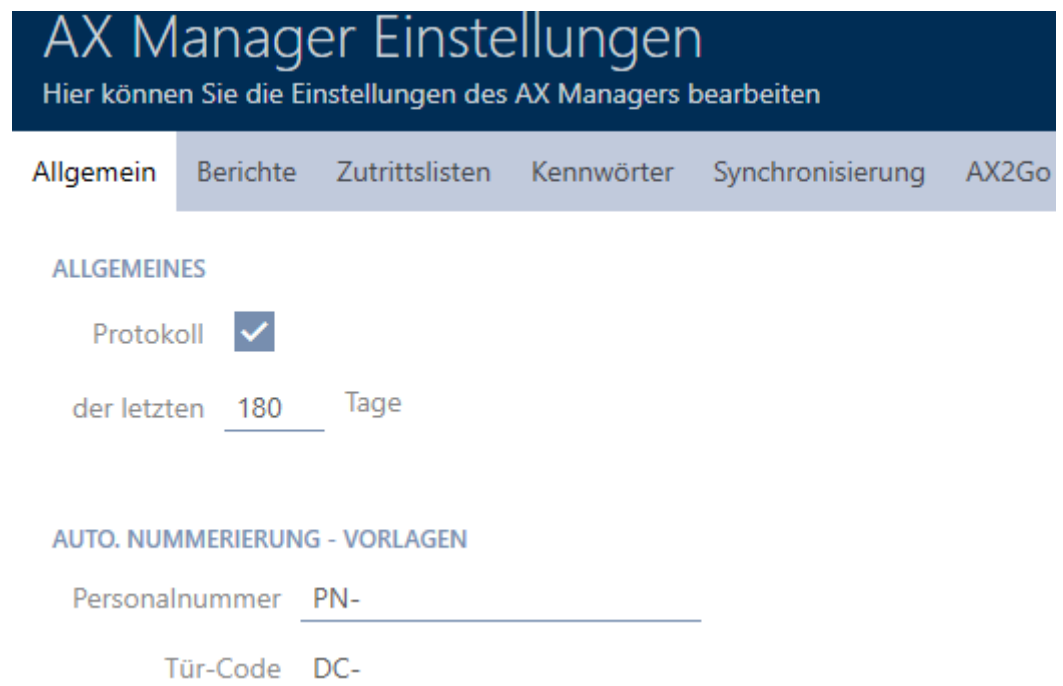 AX Manager Einstellungen
Hier können Sie die Einstellungen des AX Managers bearbeiten
Allgemein Berichte Zutrittslisten Kennwörter Synchronisierung AX2Go
ALLGEMEINES
Protokoll
der letzten 180 Tage
AUTO. NUMMERIERUNG - VORLAGEN
Personalnummer PN-
Tür-Code DC-